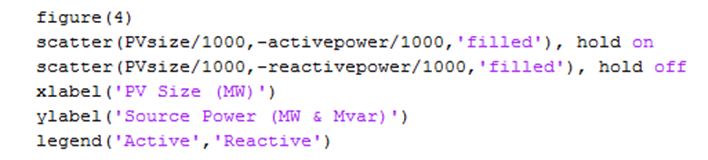 figure(4)
scatter(PVsize/1000,-activepower/1000,'filled'), hold on
scatter(PVsize/1000,-reactivepower/1000,'filled'), hold off
xlabel('PV Size (MW)')
ylabel('Source Power (MW & Mvar)')
legend('Active','Reactive')